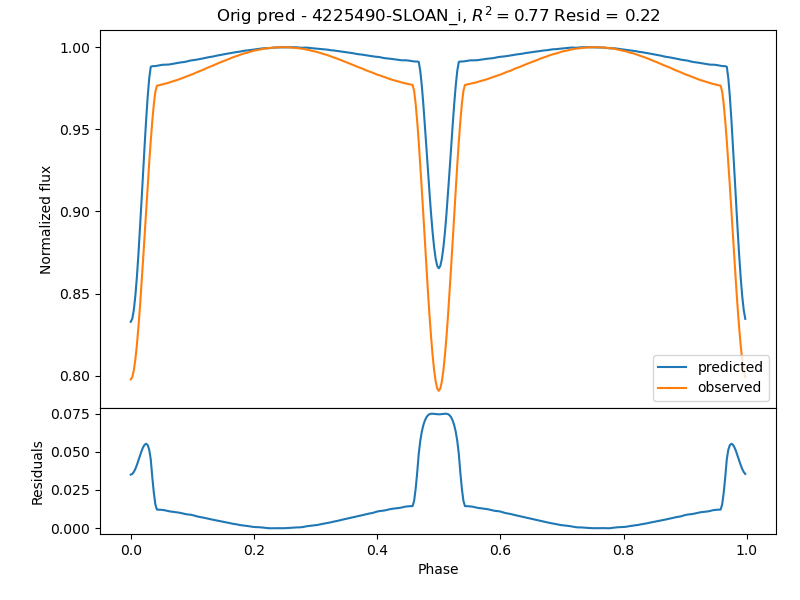 Orig pred - 4225490-SLOAN_i, R² = 0.77 Resid = 0.22
1.00
0.95
0.90
0.85
0.80
Normalized flux
predicted
observed
0.075
0.050
0.025
0.000
Residuals
0.0 0.2 0.4 0.6 0.8 1.0
Phase